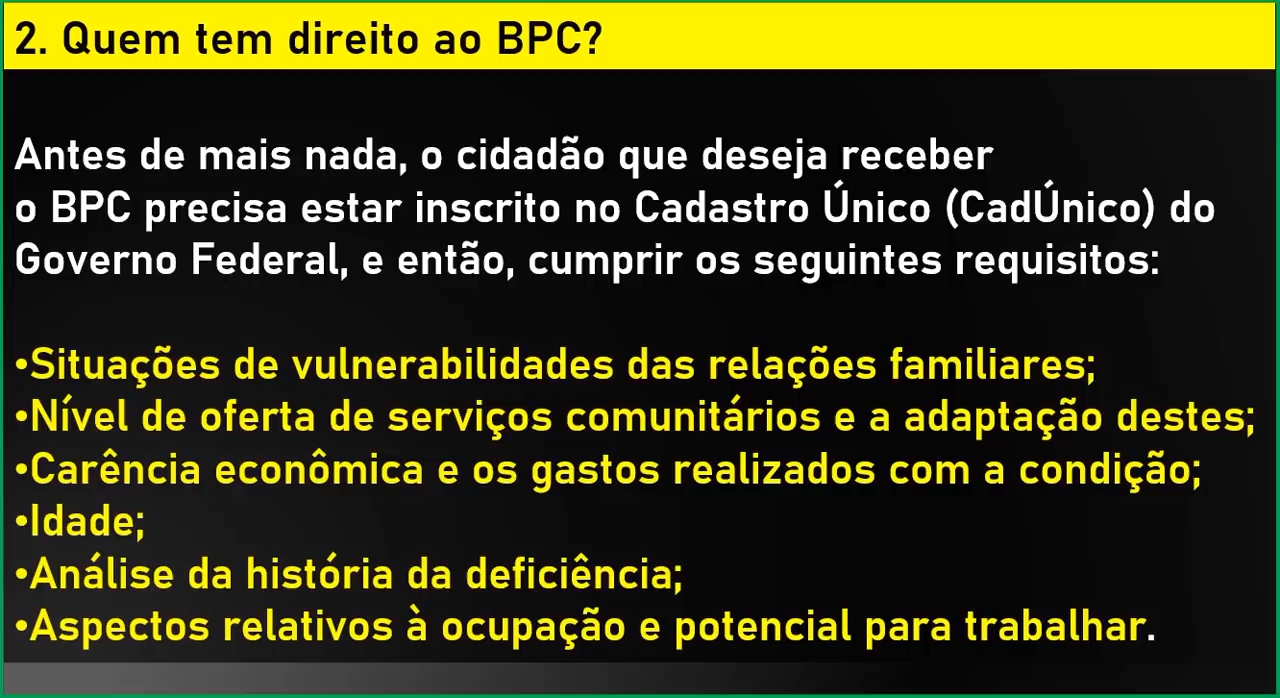 2. Quem tem direito ao BPC?
Antes de mais nada, o cidadão que deseja receber
o BPC precisa estar inscrito no Cadastro Único (CadÚnico) do
Governo Federal, e então, cumprir os seguintes requisitos:
•Situações de vulnerabilidades das relações familiares;
•Nível de oferta de serviços comunitários e a adaptação destes;
•Carência econômica e os gastos realizados com a condição;
•Idade;
•Análise da história da deficiência;
•Aspectos relativos à ocupação e potencial para trabalhar.